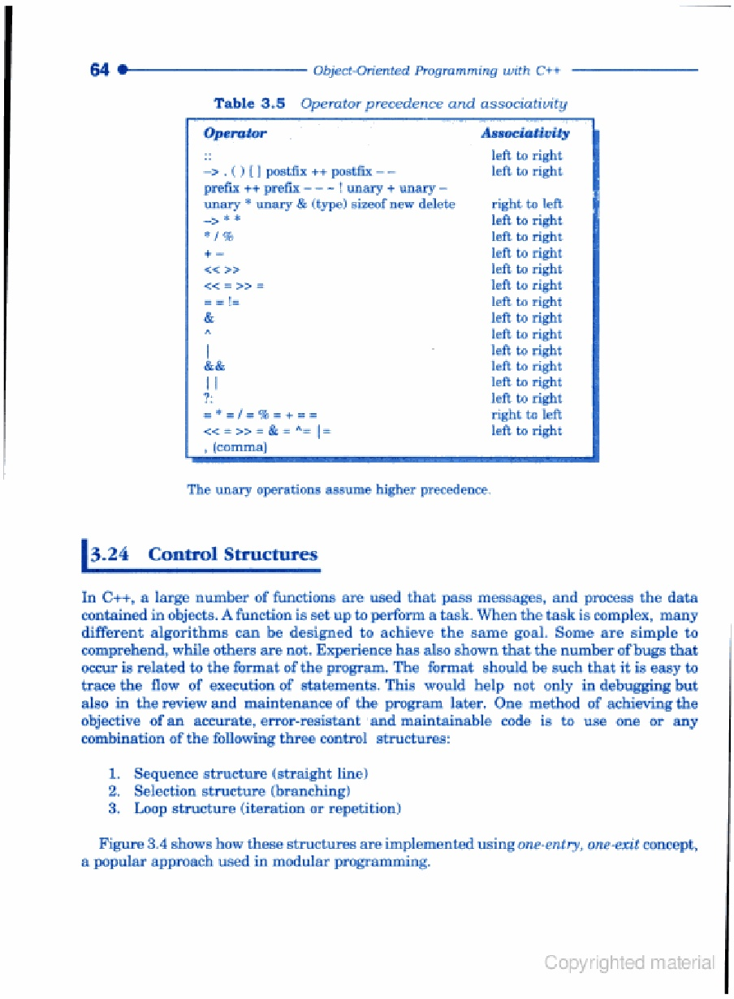 64 Object-Oriented Programming with C++
Table 3.5 Operator precedence and associativity
Operator Associativity
:: left to right
–> . ( ) [ ] postfix ++ postfix – – left to right
prefix ++ prefix – – ~ ! unary + unary –
unary * unary & (type) sizeof new delete right to left
–> * * left to right
* / % left to right
+ – left to right
<< >> left to right
<< = >> = left to right
= = != left to right
& left to right
^ left to right
| left to right
&& left to right
| | left to right
?: left to right
= * = / = % = + = = right to left
<< = >> = & = ^= |= left to right
, (comma)
The unary operations assume higher precedence.
3.24 Control Structures
In C++, a large number of functions are used that pass messages, and process the data
contained in objects. A function is set up to perform a task. When the task is complex, many
different algorithms can be designed to achieve the same goal. Some are simple to
comprehend, while others are not. Experience has also shown that the number of bugs that
occur is related to the format of the program. The format should be such that it is easy to
trace the flow of execution of statements. This would help not only in debugging but
also in the review and maintenance of the program later. One method of achieving the
objective of an accurate, error-resistant and maintainable code is to use one or any
combination of the following three control structures:
1. Sequence structure (straight line)
2. Selection structure (branching)
3. Loop structure (iteration or repetition)
Figure 3.4 shows how these structures are implemented using one-entry, one-exit concept,
a popular approach used in modular programming.
Copyrighted material